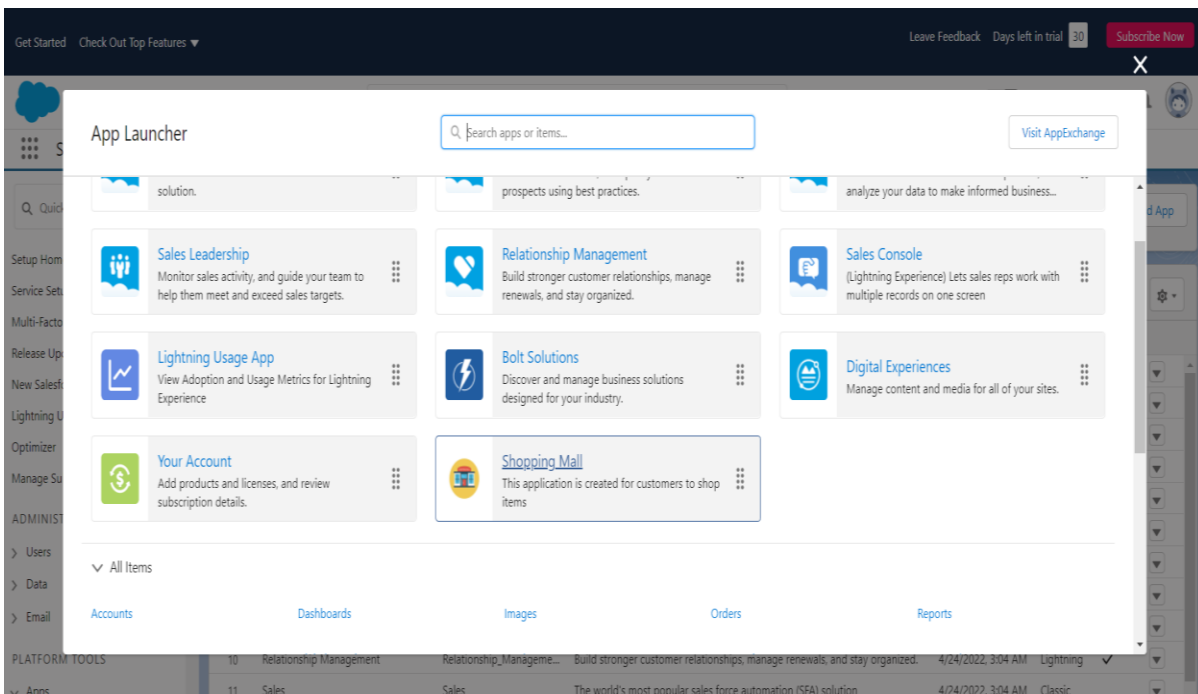 Get Started Check Out Top Features ▼
Leave Feedback Days left in trial 30 Subscribe Now
X
App Launcher
Search apps or items...
Visit AppExchange
solution.
prospects using best practices.
analyze your data to make informed business...
Sales Leadership
Monitor sales activity, and guide your team to
help them meet and exceed sales targets.
Relationship Management
Build stronger customer relationships, manage
renewals, and stay organized.
Sales Console
(Lightning Experience) Lets sales reps work with
multiple records on one screen
Lightning Usage App
View Adoption and Usage Metrics for Lightning
Experience
Bolt Solutions
Discover and manage business solutions
designed for your industry.
Digital Experiences
Manage content and media for all of your sites.
Your Account
Add products and licenses, and review
subscription details.
Shopping Mall
This application is created for customers to shop
items
All Items
Accounts Dashboards Images Orders Reports
S
Quick
d App
Setup Hom
Service Setu
Multi-Facto
Release Upd
New Salesfo
Lightning U
Optimizer
Manage Su
ADMINIST
Users
Data
Email
PLATFORM TOOLS
Apps
10 Relationship Management Relationship_Manageme... Build stronger customer relationships, manage renewals, and stay organized. 4/24/2022, 3:04 AM Lightning ✓
11 Sales Sales The world's most popular sales force automation (SFA) solution 4/24/2022, 3:04 AM Classic